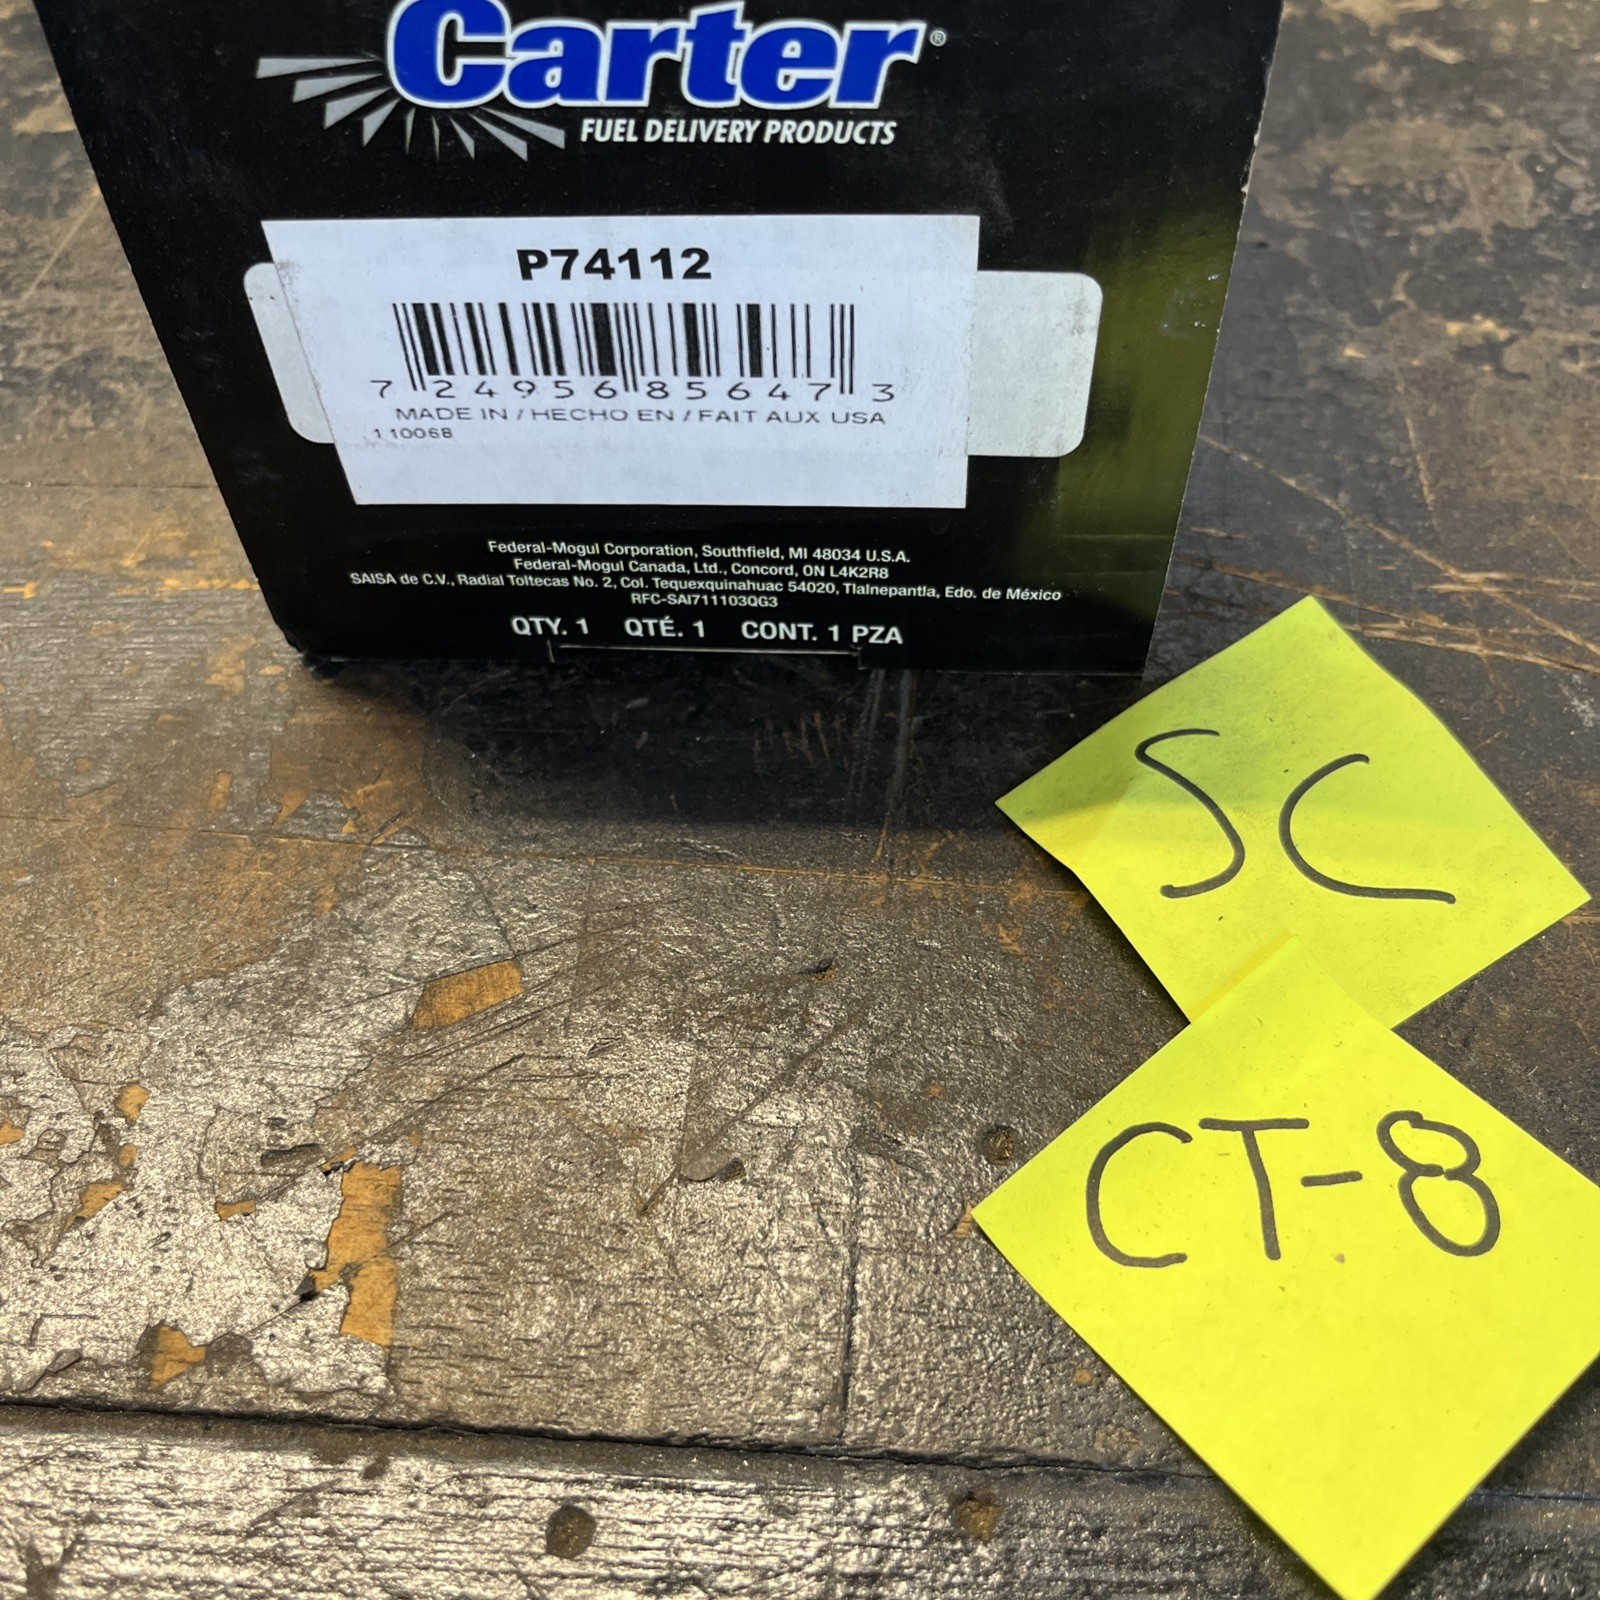 Carter®
FUEL DELIVERY PRODUCTS
P74112
7 24956 85647 3
MADE IN / HECHO EN / FAIT AUX USA
110068
Federal-Mogul Corporation, Southfield, MI 48034 U.S.A.
Federal-Mogul Canada, Ltd., Concord, ON L4K2R8
SAISA de C.V., Radial Toltecas No. 2, Col. Tequexquinahuac 54020, Tlalnepantla, Edo. de México
RFC-SAI711103QG3
QTY. 1 QTÉ. 1 CONT. 1 PZA
SC
CT-8